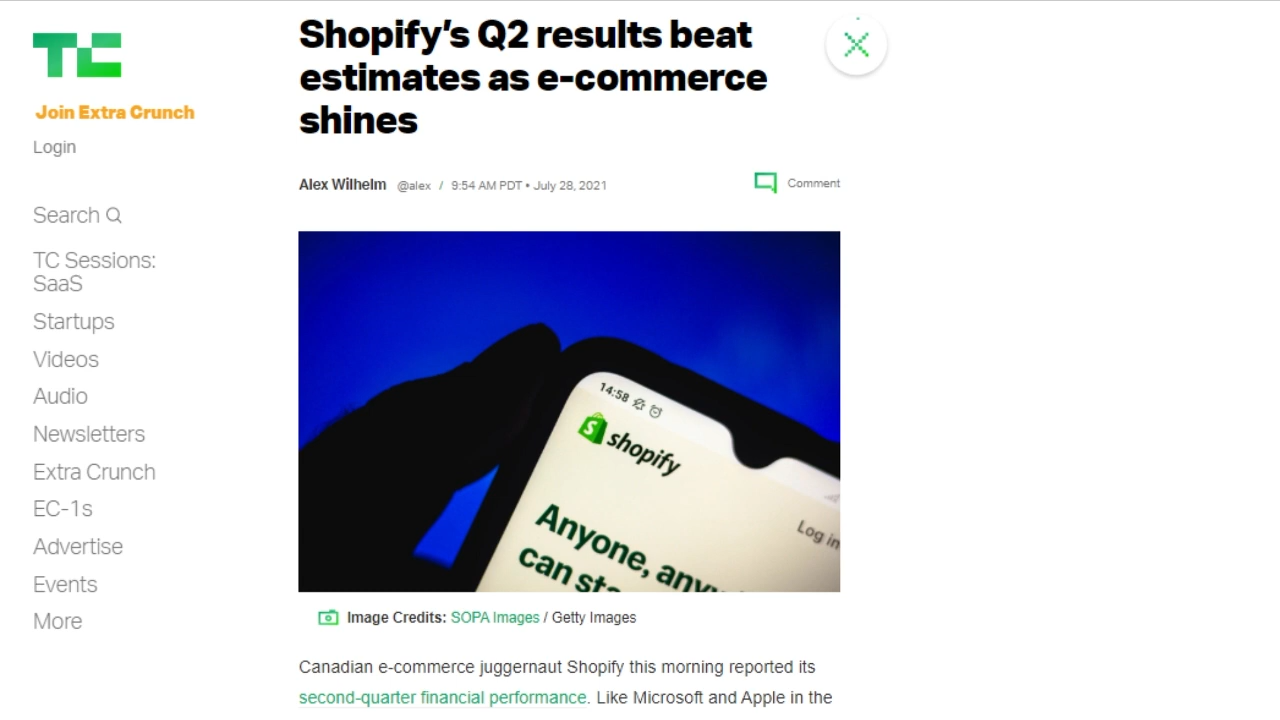 TC
Join Extra Crunch
Login
Search
TC Sessions:
SaaS
Startups
Videos
Audio
Newsletters
Extra Crunch
EC-1s
Advertise
Events
More
Shopify's Q2 results beat
estimates as e-commerce
shines
Alex Wilhelm @alex / 9:54 AM PDT • July 28, 2021
Comment
14:58
shopify
Log in
Anyone, any
can sta
Image Credits: SOPA Images / Getty Images
Canadian e-commerce juggernaut Shopify this morning reported its
second-quarter financial performance. Like Microsoft and Apple in the